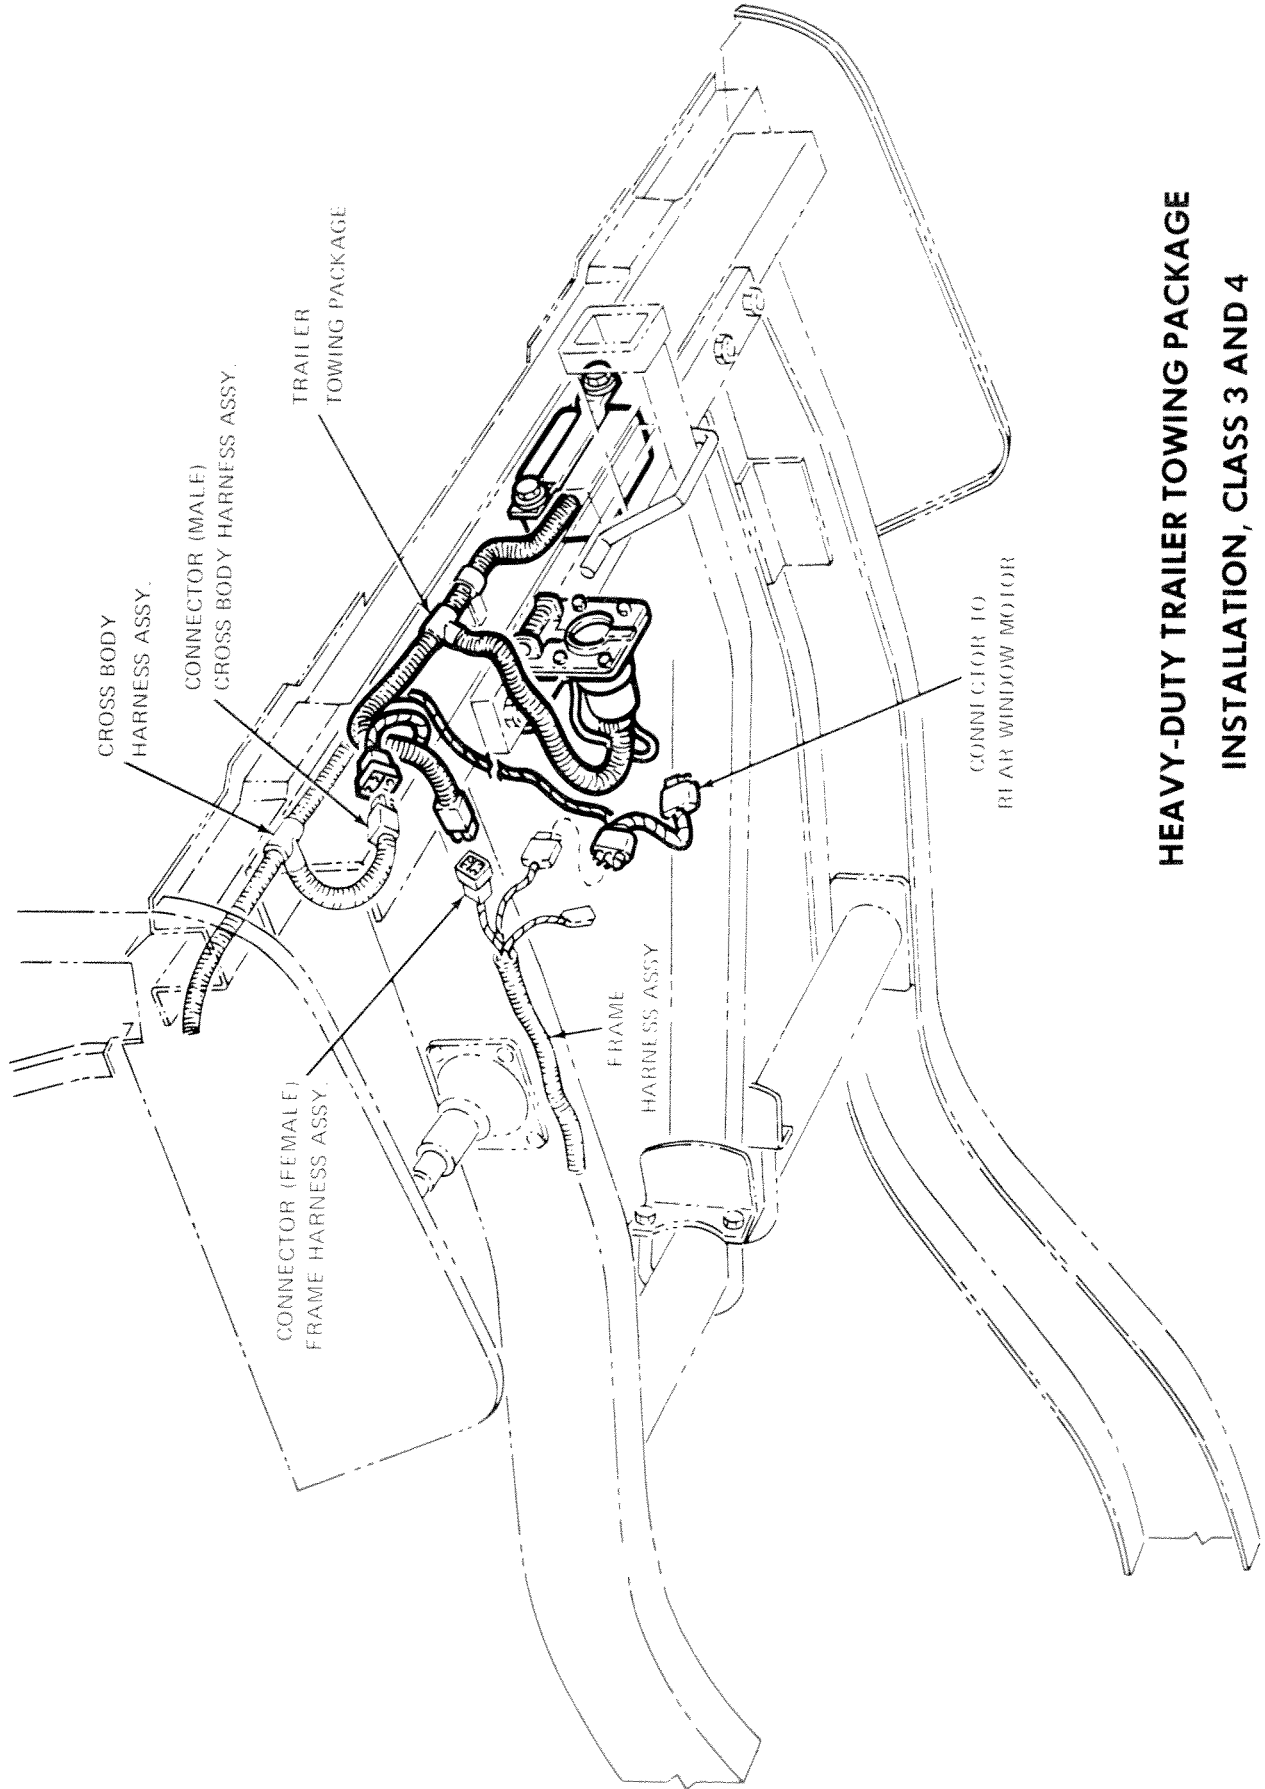 CROSS BODY
HARNESS ASSY.
CONNECTOR (MALE)
CROSS BODY HARNESS ASSY.
TRAILER
TOWING PACKAGE
CONNECTOR (FEMALE)
FRAME HARNESS ASSY.
FRAME
HARNESS ASSY
CONNECTOR TO
REAR WINDOW MOTOR
HEAVY-DUTY TRAILER TOWING PACKAGE
INSTALLATION, CLASS 3 AND 4